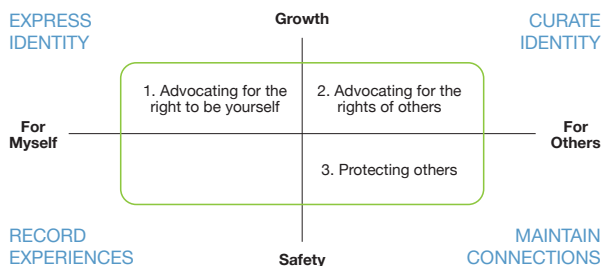 EXPRESS
IDENTITY
Growth
CURATE
IDENTITY
1. Advocating for the
right to be yourself
2. Advocating for the
rights of others
For
Myself
For
Others
3. Protecting others
RECORD
EXPERIENCES
Safety
MAINTAIN
CONNECTIONS